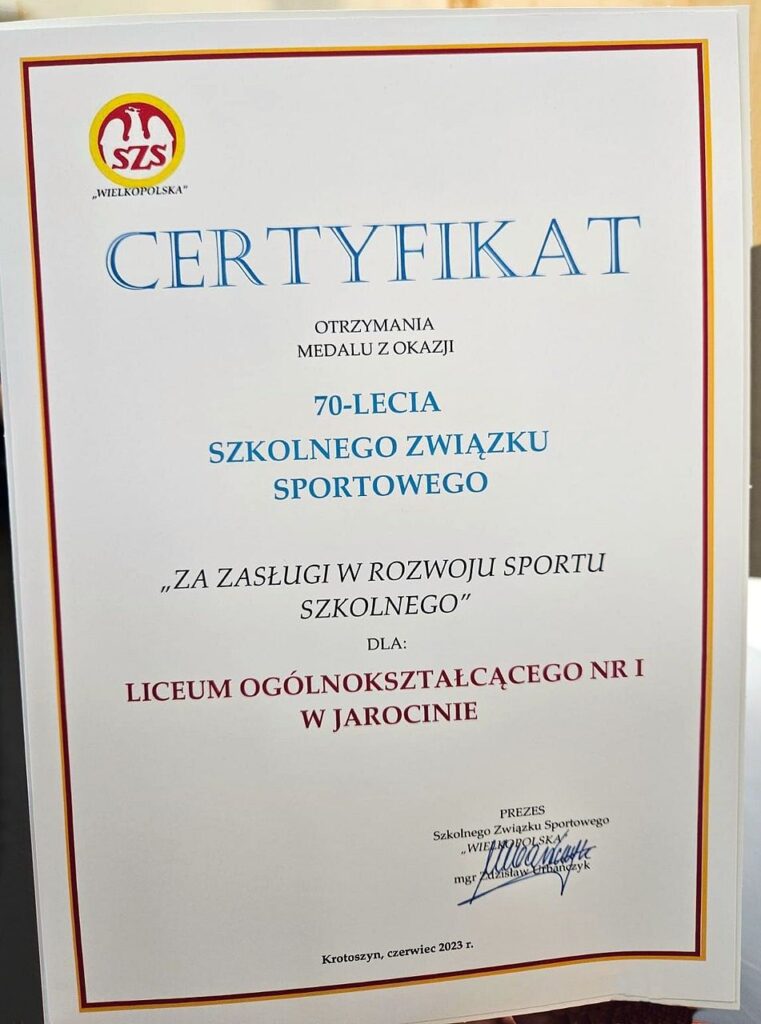 SZS
„WIELKOPOLSKA”
CERTYFIKAT
OTRZYMANIA
MEDALU Z OKAZJI
70-LECIA
SZKOLNEGO ZWIĄZKU
SPORTOWEGO
„ZA ZASŁUGI W ROZWOJU SPORTU
SZKOLNEGO”
DLA:
LICEUM OGÓLNOKSZTAŁCĄCEGO NR I
W JAROCINIE
PREZES
Szkolnego Związku Sportowego
„WIELKOPOLSKA”
mgr Zdzisław Urbańczyk
Krotoszyn, czerwiec 2023 r.